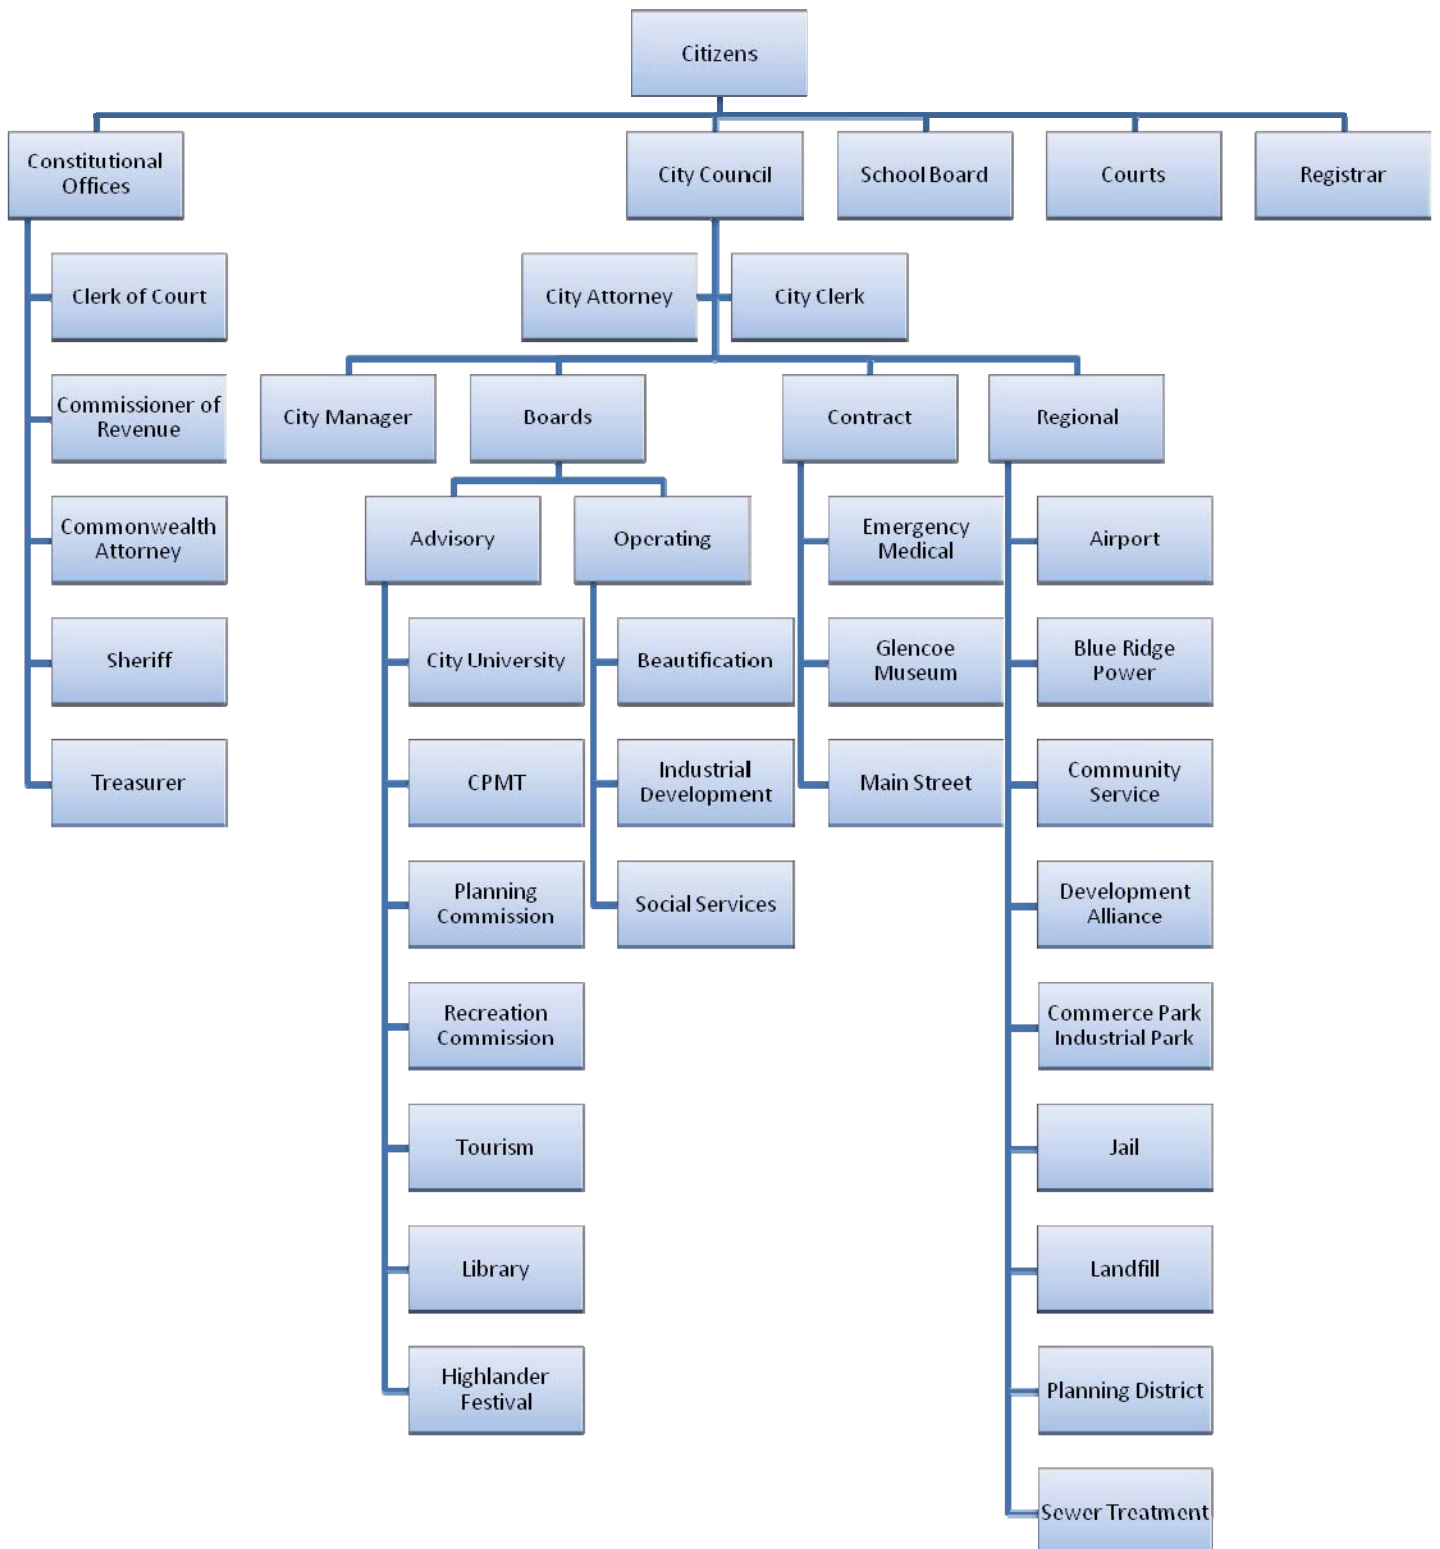 Citizens
Constitutional
Offices
City Council
School Board
Courts
Registrar
Clerk of Court
City Attorney
City Clerk
Commissioner of
Revenue
City Manager
Boards
Contract
Regional
Commonwealth
Attorney
Advisory
Operating
Emergency
Medical
Airport
Sheriff
City University
Beautification
Glencoe
Museum
Blue Ridge
Power
Treasurer
CPMT
Industrial
Development
Main Street
Community
Service
Planning
Commission
Social Services
Development
Alliance
Recreation
Commission
Commerce Park
Industrial Park
Tourism
Jail
Library
Landfill
Highlander
Festival
Planning District
Sewer Treatment